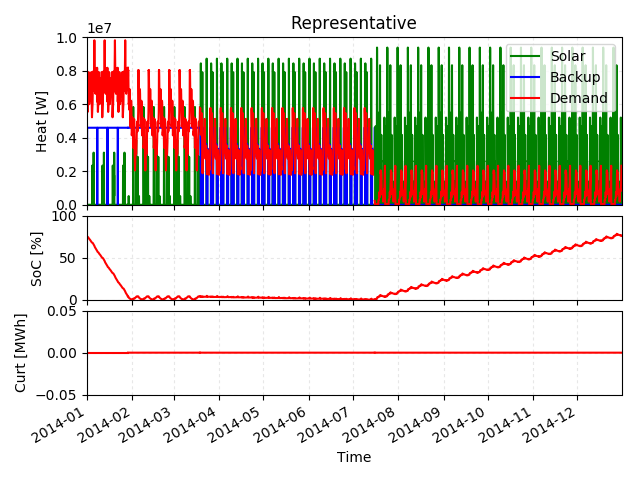 Representative
1e7
Heat [W]
1.0
0.8
0.6
0.4
0.2
0.0
Solar
Backup
Demand
SoC [%]
100
50
0
Curt [MWh]
0.05
0.00
−0.05
2014-01
2014-02
2014-03
2014-04
2014-05
2014-06
2014-07
2014-08
2014-09
2014-10
2014-11
2014-12
Time